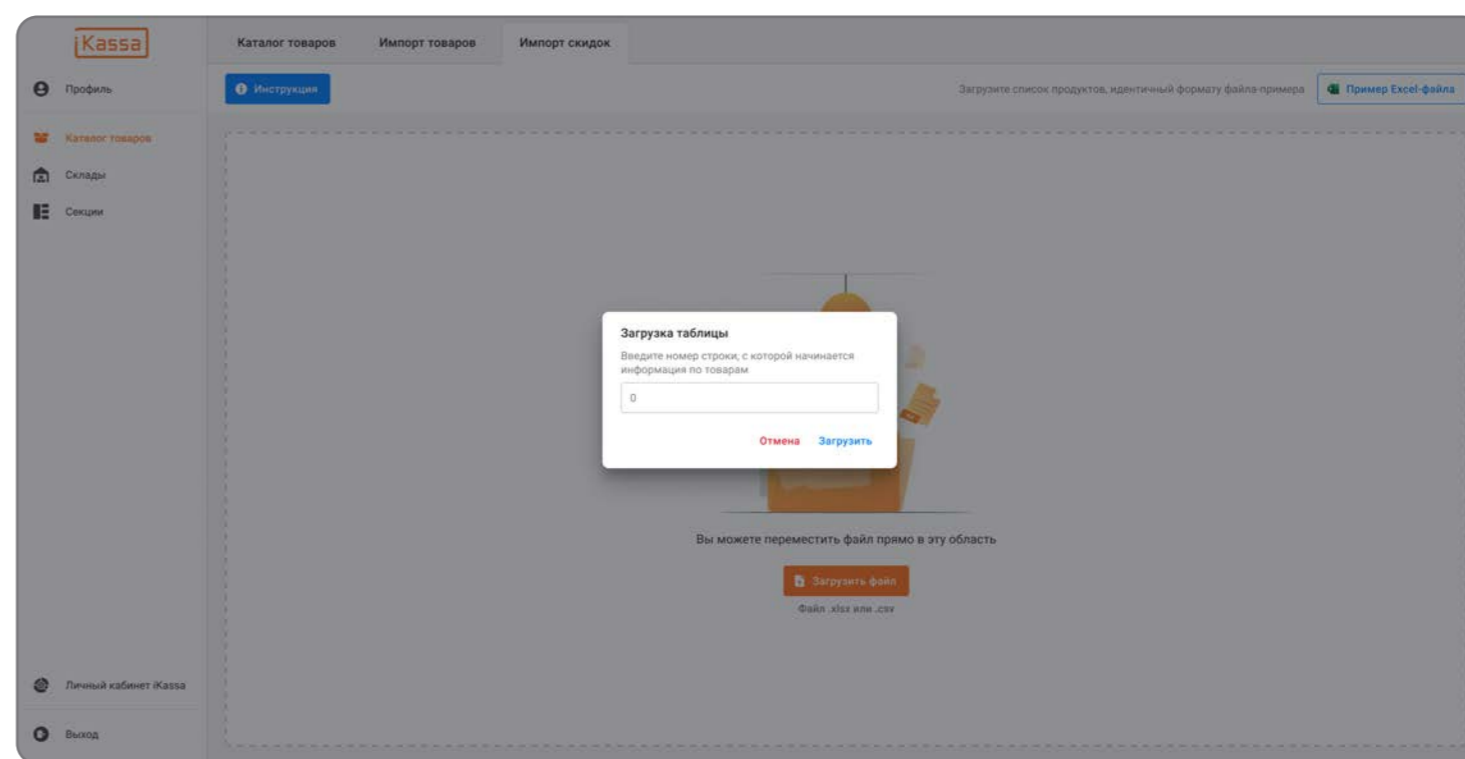 iKassa
Каталог товаров
Импорт товаров
Импорт скидок
Профиль
Инструкция
Загрузите список продуктов, идентичный формату файла-примера
Пример Excel-файла
Каталог товаров
Склады
Секции
Загрузка таблицы
Введите номер строки, с которой начинается
информация по товарам
0
Отмена
Загрузить
Вы можете переместить файл прямо в эту область
Загрузить файл
Файл .xlsx или .csv
Личный кабинет iKassa
Выход